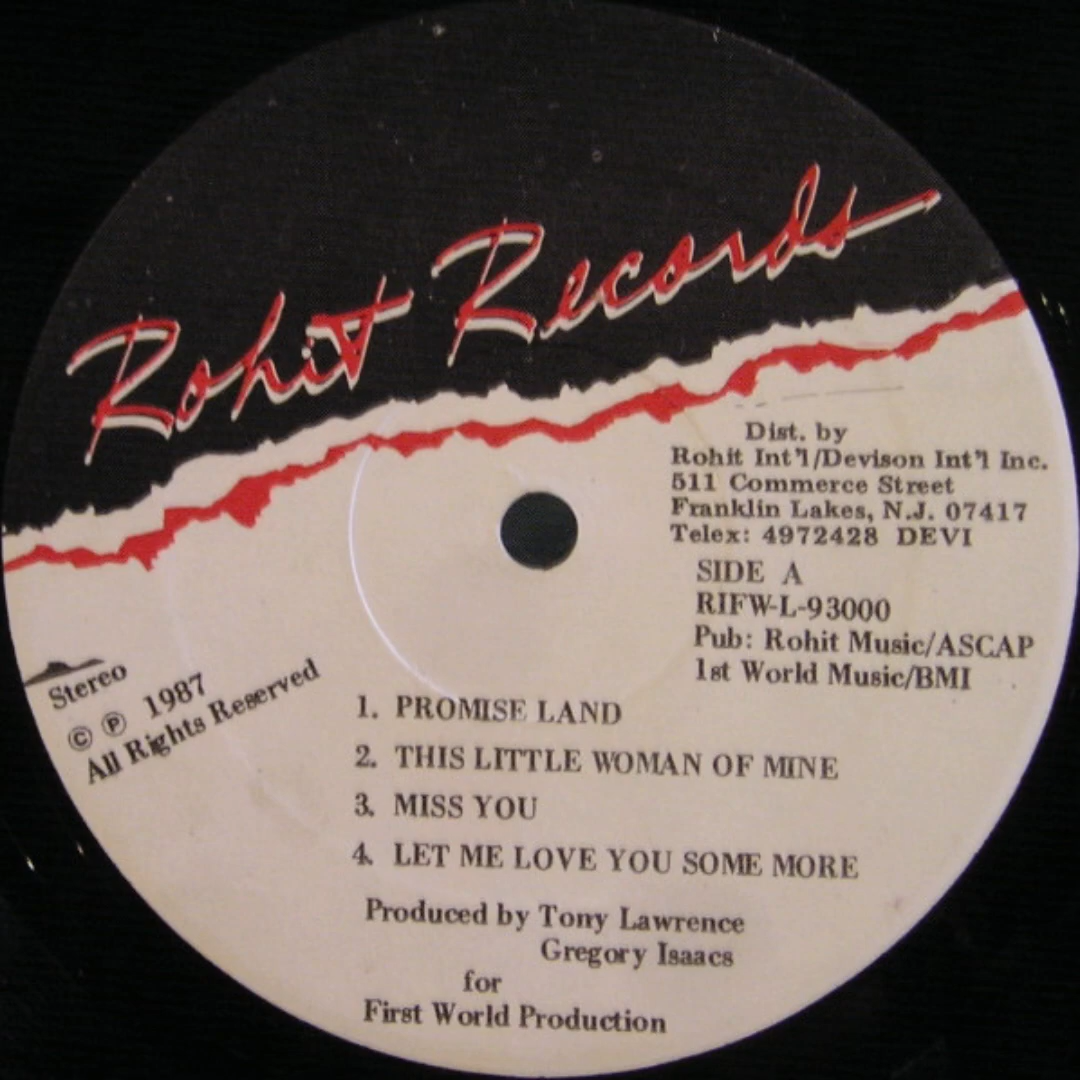 Rohit Records
Dist. by
Rohit Int'l/Devison Int'l Inc.
511 Commerce Street
Franklin Lakes, N.J. 07417
Telex: 4972428 DEVI
SIDE A
RIFW-L-93000
Pub: Rohit Music/ASCAP
1st World Music/BMI
Stereo
© ℗ 1987
All Rights Reserved
1. PROMISE LAND
2. THIS LITTLE WOMAN OF MINE
3. MISS YOU
4. LET ME LOVE YOU SOME MORE
Produced by Tony Lawrence
Gregory Isaacs
for
First World Production